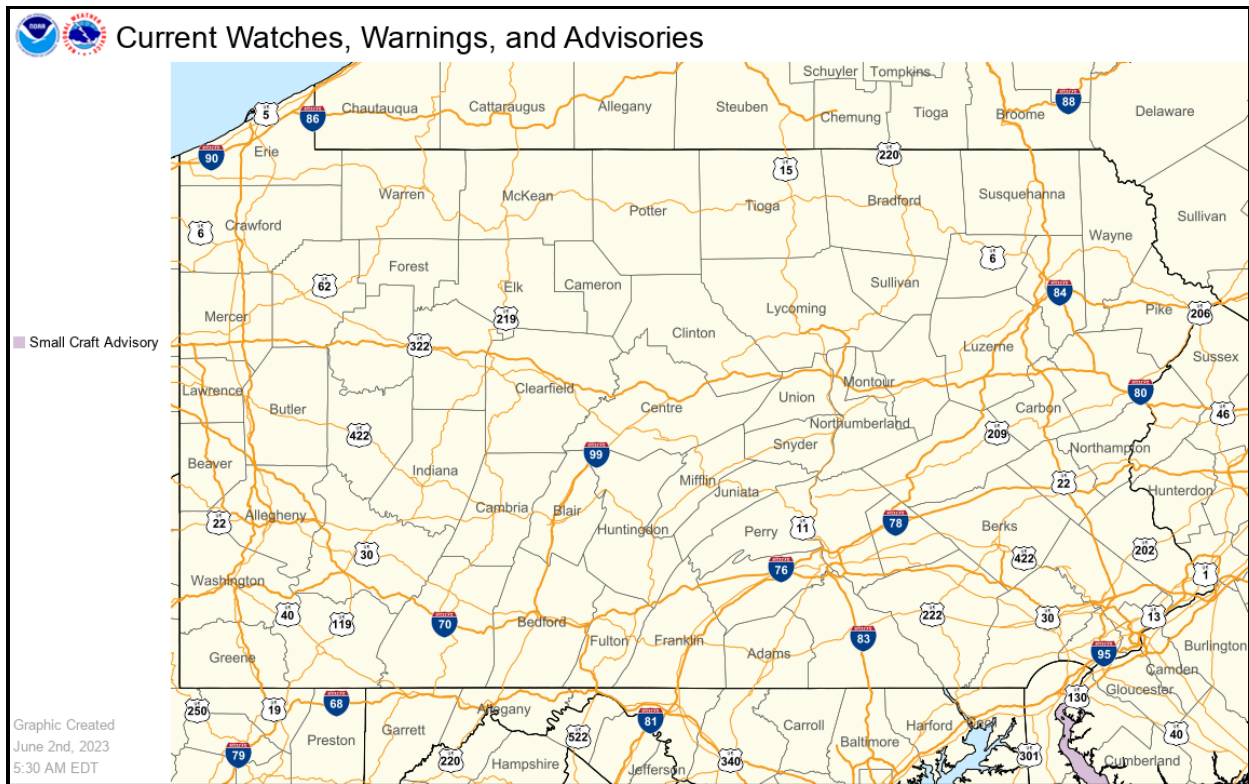 Current Watches, Warnings, and Advisories
Schuyler
Tompkins
Chautauqua
Cattaraugus
Allegany
Steuben
Chemung
Tioga
Broome
Delaware
5
86
88
Erie
90
15
220
Warren
McKean
Potter
Tioga
Bradford
Susquehanna
Sullivan
Crawford
6
Wayne
Forest
6
62
Elk
Cameron
Sullivan
84
Mercer
219
Lycoming
Pike
206
Small Craft Advisory
322
Clinton
Luzerne
Sussex
Lawrence
Clearfield
Montour
80
Butler
Centre
Union
Carbon
46
422
Northumberland
209
99
Snyder
Northampton
Beaver
Indiana
Mifflin
Juniata
22
Hunterdon
22
Allegheny
Cambria
Blair
Huntingdon
Perry
11
78
Berks
30
422
202
Washington
76
1
40
119
70
Bedford
Fulton
Franklin
222
30
13
83
Greene
Adams
95
Burlington
Camden
Gloucester
130
250
19
68
Garrett
Allegany
81
Carroll
Harford
Cecil
Graphic Created
June 2nd, 2023
5:30 AM EDT
Preston
79
220
Hampshire
522
Jefferson
340
Baltimore
301
40
Cumberland